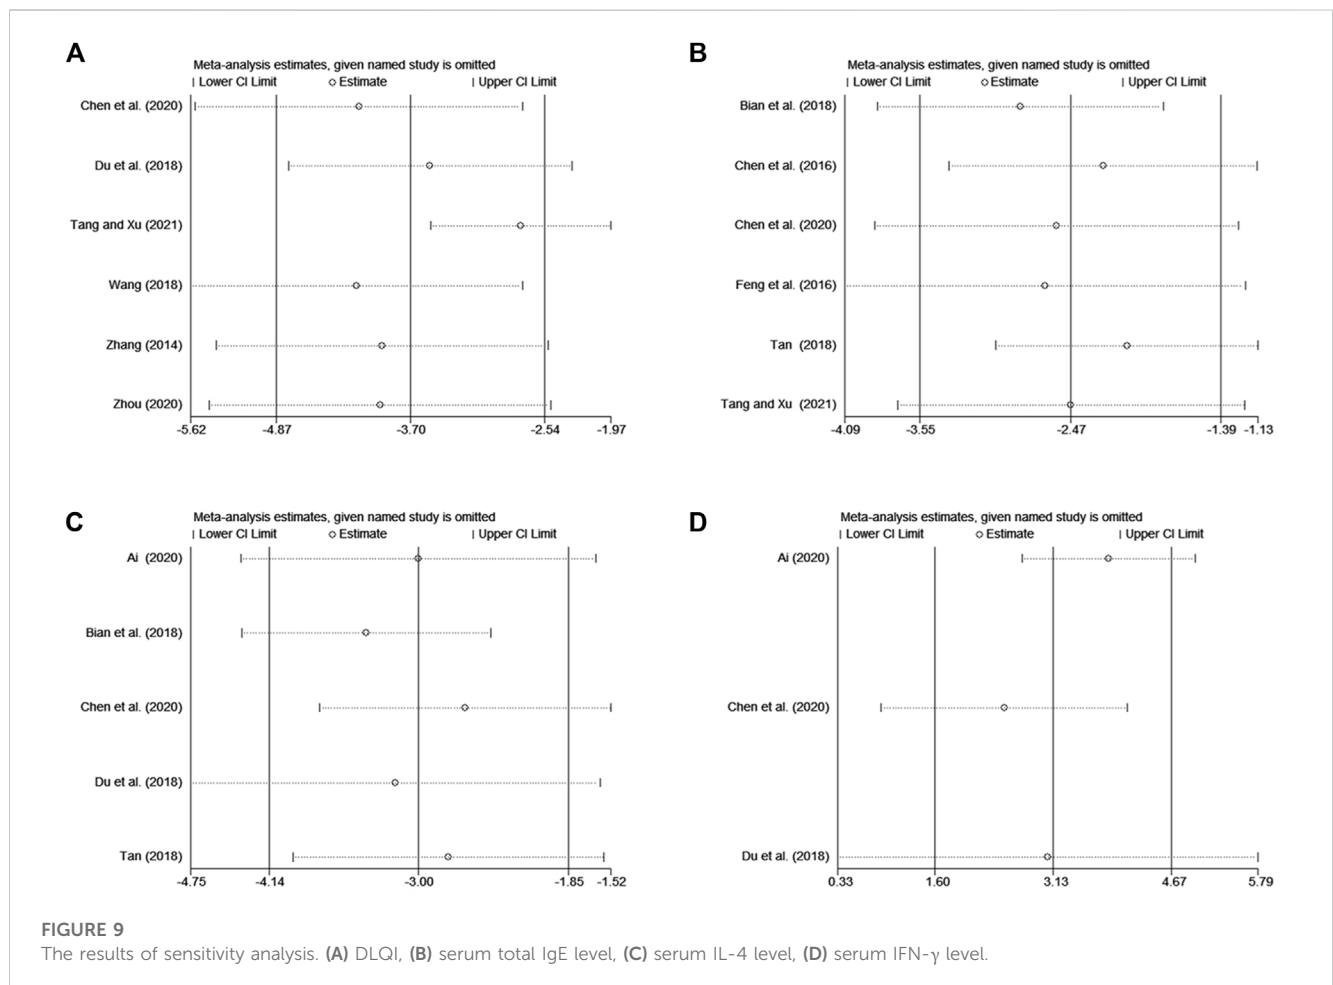 A
Meta-analysis estimates, given named study is omitted
| Lower CI Limit ○ Estimate | Upper CI Limit
Chen et al. (2020)
Du et al. (2018)
Tang and Xu (2021)
Wang (2018)
Zhang (2014)
Zhou (2020)
-5.62 -4.87 -3.70 -2.54 -1.97
B
Meta-analysis estimates, given named study is omitted
| Lower CI Limit ○ Estimate | Upper CI Limit
Bian et al. (2018)
Chen et al. (2016)
Chen et al. (2020)
Feng et al. (2016)
Tan (2018)
Tang and Xu (2021)
-4.09 -3.55 -2.47 -1.39 -1.13
C
Meta-analysis estimates, given named study is omitted
| Lower CI Limit ○ Estimate | Upper CI Limit
Ai (2020)
Bian et al. (2018)
Chen et al. (2020)
Du et al. (2018)
Tan (2018)
-4.75 -4.14 -3.00 -1.85 -1.52
D
Meta-analysis estimates, given named study is omitted
| Lower CI Limit ○ Estimate | Upper CI Limit
Ai (2020)
Chen et al. (2020)
Du et al. (2018)
0.33 1.60 3.13 4.67 5.79
FIGURE 9
The results of sensitivity analysis. (A) DLQI, (B) serum total IgE level, (C) serum IL-4 level, (D) serum IFN-γ level.